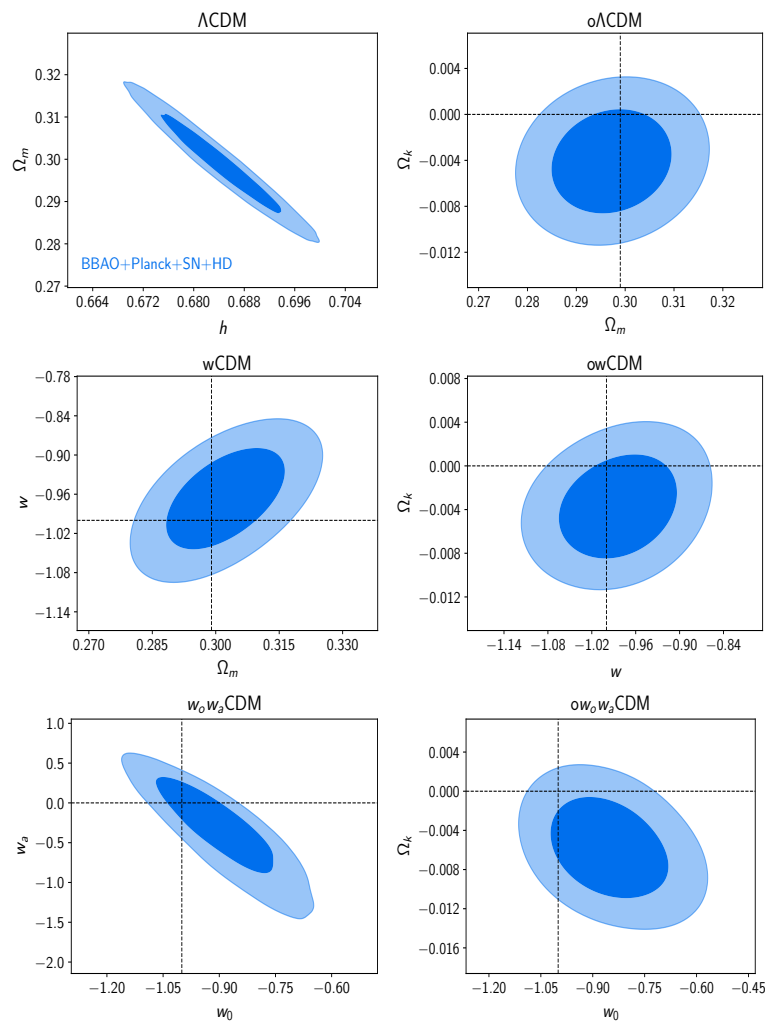 ΛCDM
0.32
0.31
0.30
0.29
0.28
0.27
Ω_m
BBAO+Planck+SN+HD
0.664 0.672 0.680 0.688 0.696 0.704
h
oΛCDM
0.004
0.000
−0.004
−0.008
−0.012
Ω_k
0.27 0.28 0.29 0.30 0.31 0.32
Ω_m
wCDM
−0.78
−0.84
−0.90
−0.96
−1.02
−1.08
−1.14
w
0.270 0.285 0.300 0.315 0.330
Ω_m
owCDM
0.008
0.004
0.000
−0.004
−0.008
−0.012
Ω_k
−1.14 −1.08 −1.02 −0.96 −0.90 −0.84
w
w_o w_a CDM
1.0
0.5
0.0
−0.5
−1.0
−1.5
−2.0
w_a
−1.20 −1.05 −0.90 −0.75 −0.60
w_0
ow_o w_a CDM
0.004
0.000
−0.004
−0.008
−0.012
−0.016
Ω_k
−1.20 −1.05 −0.90 −0.75 −0.60 −0.45
w_0